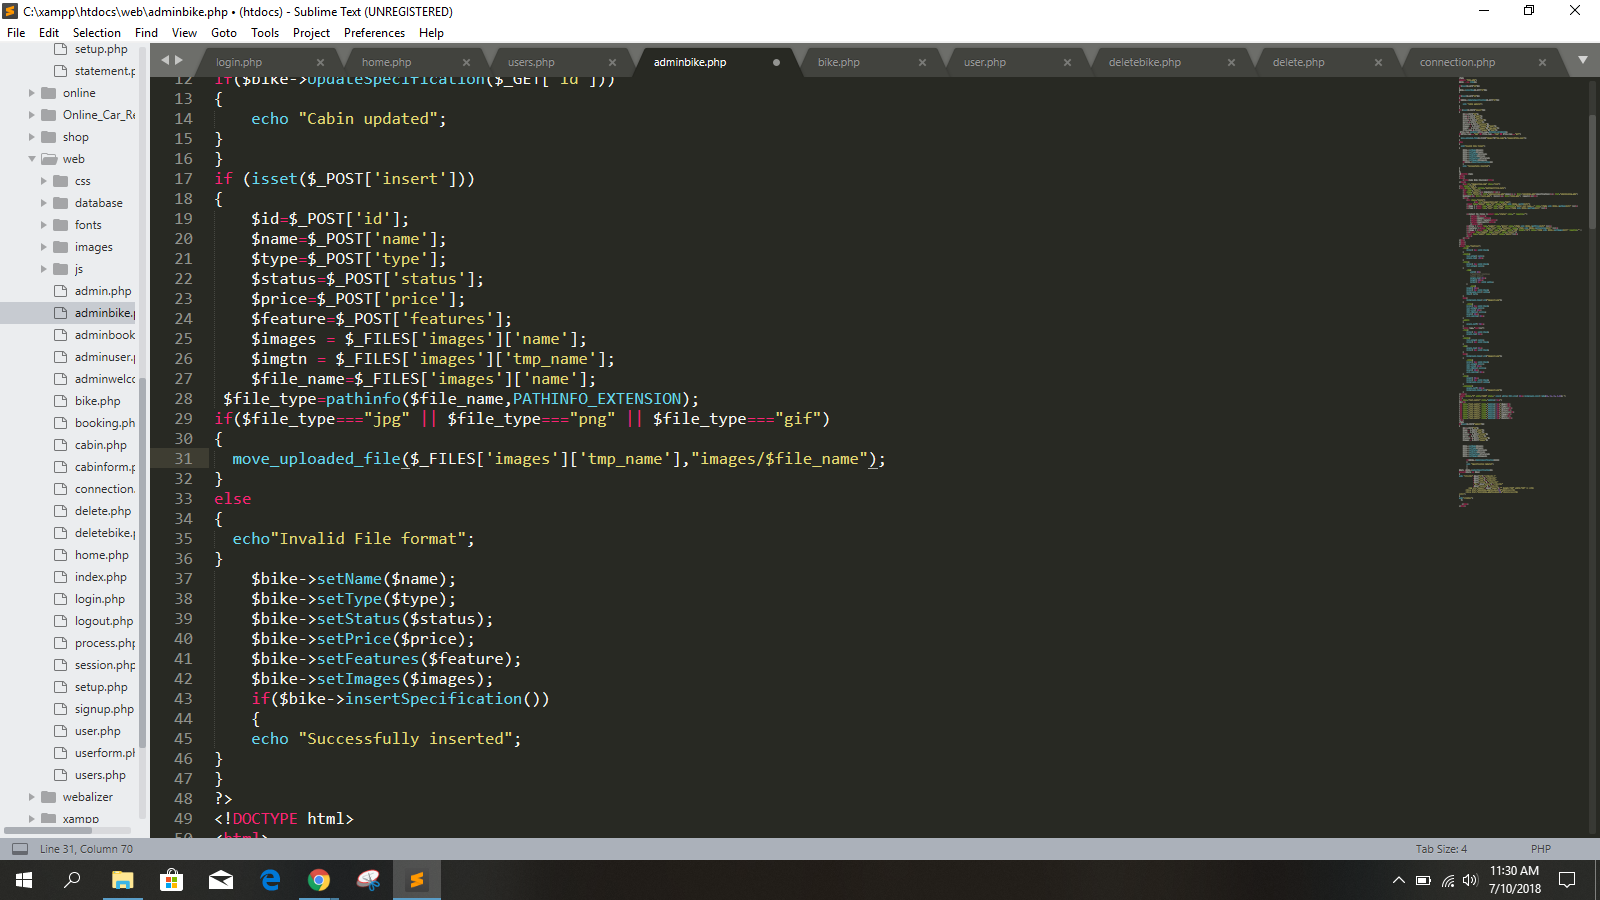 C:\xampp\htdocs\web\adminbike.php • (htdocs) - Sublime Text (UNREGISTERED)
File Edit Selection Find View Goto Tools Project Preferences Help
login.php
home.php
users.php
adminbike.php
bike.php
user.php
deletebike.php
delete.php
connection.php
setup.php
statement.p
online
Online_Car_Re
shop
web
css
database
fonts
images
js
admin.php
adminbike.p
adminbook
adminuser.p
adminwelco
bike.php
booking.ph
cabin.php
cabinform.p
connection.
delete.php
deletebike.p
home.php
index.php
login.php
logout.php
process.php
session.php
setup.php
signup.php
user.php
userform.ph
users.php
webalizer
xampp
12 if($bike->UpdateSpecification($_GET['id']))
13 {
14 echo "Cabin updated";
15 }
16 }
17 if (isset($_POST['insert']))
18 {
19 $id=$_POST['id'];
20 $name=$_POST['name'];
21 $type=$_POST['type'];
22 $status=$_POST['status'];
23 $price=$_POST['price'];
24 $feature=$_POST['features'];
25 $images = $_FILES['images']['name'];
26 $imgtn = $_FILES['images']['tmp_name'];
27 $file_name=$_FILES['images']['name'];
28 $file_type=pathinfo($file_name,PATHINFO_EXTENSION);
29 if($file_type==="jpg" || $file_type==="png" || $file_type==="gif")
30 {
31 move_uploaded_file($_FILES['images']['tmp_name'],"images/$file_name");
32 }
33 else
34 {
35 echo"Invalid File format";
36 }
37 $bike->setName($name);
38 $bike->setType($type);
39 $bike->setStatus($status);
40 $bike->setPrice($price);
41 $bike->setFeatures($feature);
42 $bike->setImages($images);
43 if($bike->insertSpecification())
44 {
45 echo "Successfully inserted";
46 }
47 }
48 ?>
49 <!DOCTYPE html>
50 <html>
Line 31, Column 70
Tab Size: 4
PHP
11:30 AM
7/10/2018